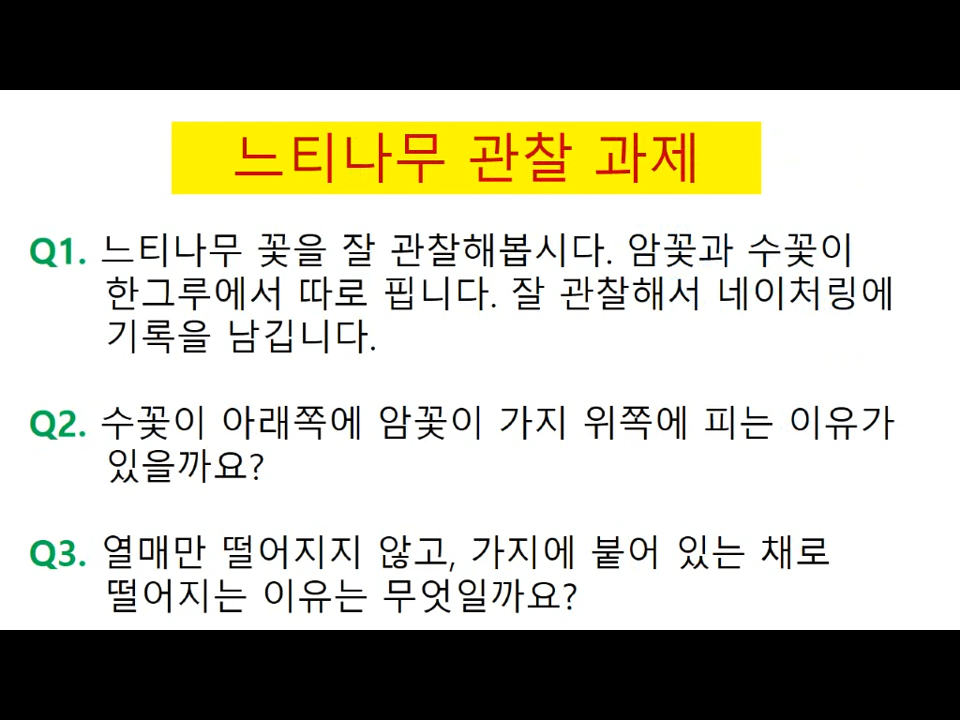 느티나무 관찰 과제
Q1. 느티나무 꽃을 잘 관찰해봅시다. 암꽃과 수꽃이
한그루에서 따로 핍니다. 잘 관찰해서 네이처링에
기록을 남깁니다.
Q2. 수꽃이 아래쪽에 암꽃이 가지 위쪽에 피는 이유가
있을까요?
Q3. 열매만 떨어지지 않고, 가지에 붙어 있는 채로
떨어지는 이유는 무엇일까요?